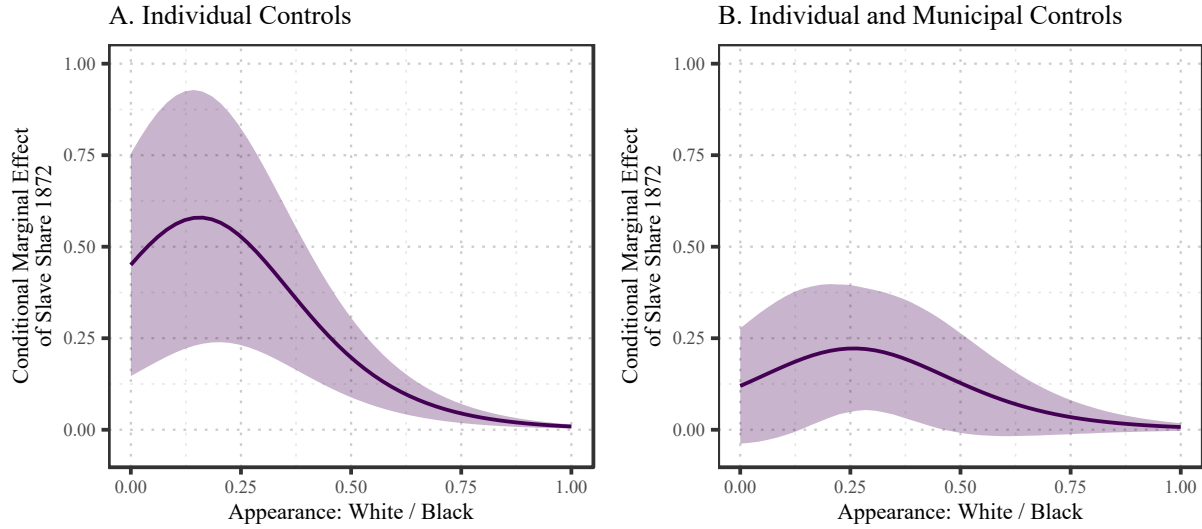 A. Individual Controls
Conditional Marginal Effect
of Slave Share 1872
1.00
0.75
0.50
0.25
0.00
0.00 0.25 0.50 0.75 1.00
Appearance: White / Black
B. Individual and Municipal Controls
Conditional Marginal Effect
of Slave Share 1872
1.00
0.75
0.50
0.25
0.00
0.00 0.25 0.50 0.75 1.00
Appearance: White / Black